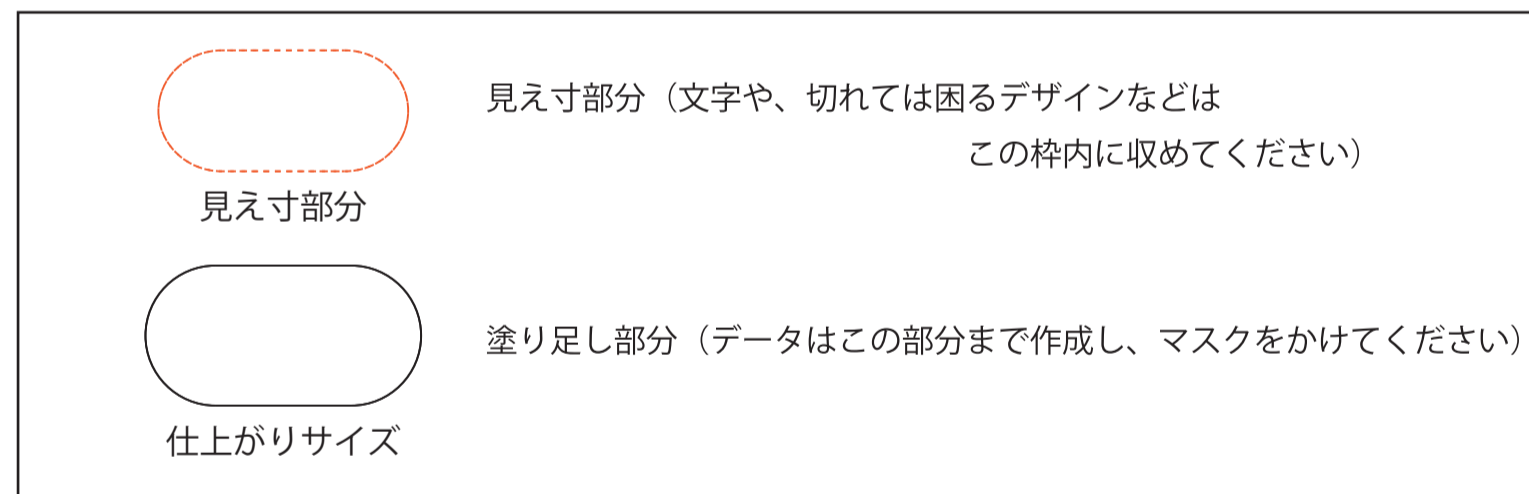 見え寸部分（文字や、切れては困るデザインなどは
この枠内に収めてください）
見え寸部分
塗り足し部分（データはこの部分まで作成し、マスクをかけてください）
仕上がりサイズ